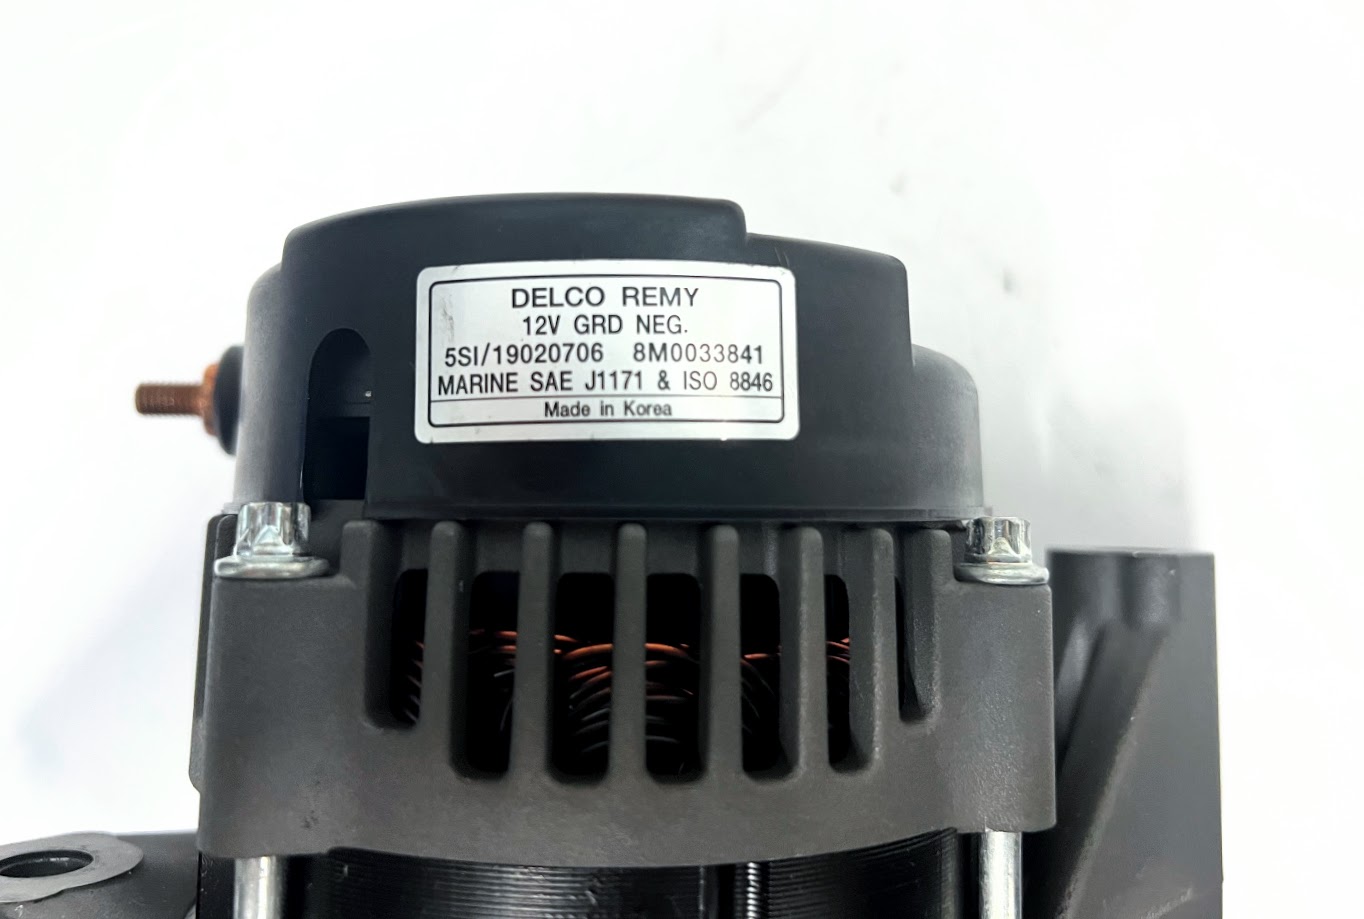 DELCO REMY
12V GRD NEG.
5SI/19020706 8M0033841
MARINE SAE J1171 & ISO 8846
Made in Korea